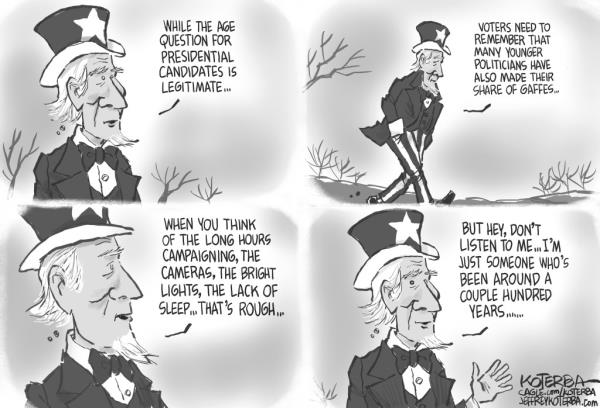 WHILE THE AGE
QUESTION FOR
PRESIDENTIAL
CANDIDATES IS
LEGITIMATE...
VOTERS NEED TO
REMEMBER THAT
MANY YOUNGER
POLITICIANS HAVE
ALSO MADE THEIR
SHARE OF GAFFES...
WHEN YOU THINK
OF THE LONG HOURS
CAMPAIGNING, THE
CAMERAS, THE BRIGHT
LIGHTS, THE LACK OF
SLEEP...THAT'S ROUGH...
BUT HEY, DON'T
LISTEN TO ME...I'M
JUST SOMEONE WHO'S
BEEN AROUND A
COUPLE HUNDRED
YEARS......
KOTERBA
CAGLE.com/KOTERBA
JEFFREYKOTERBA.com